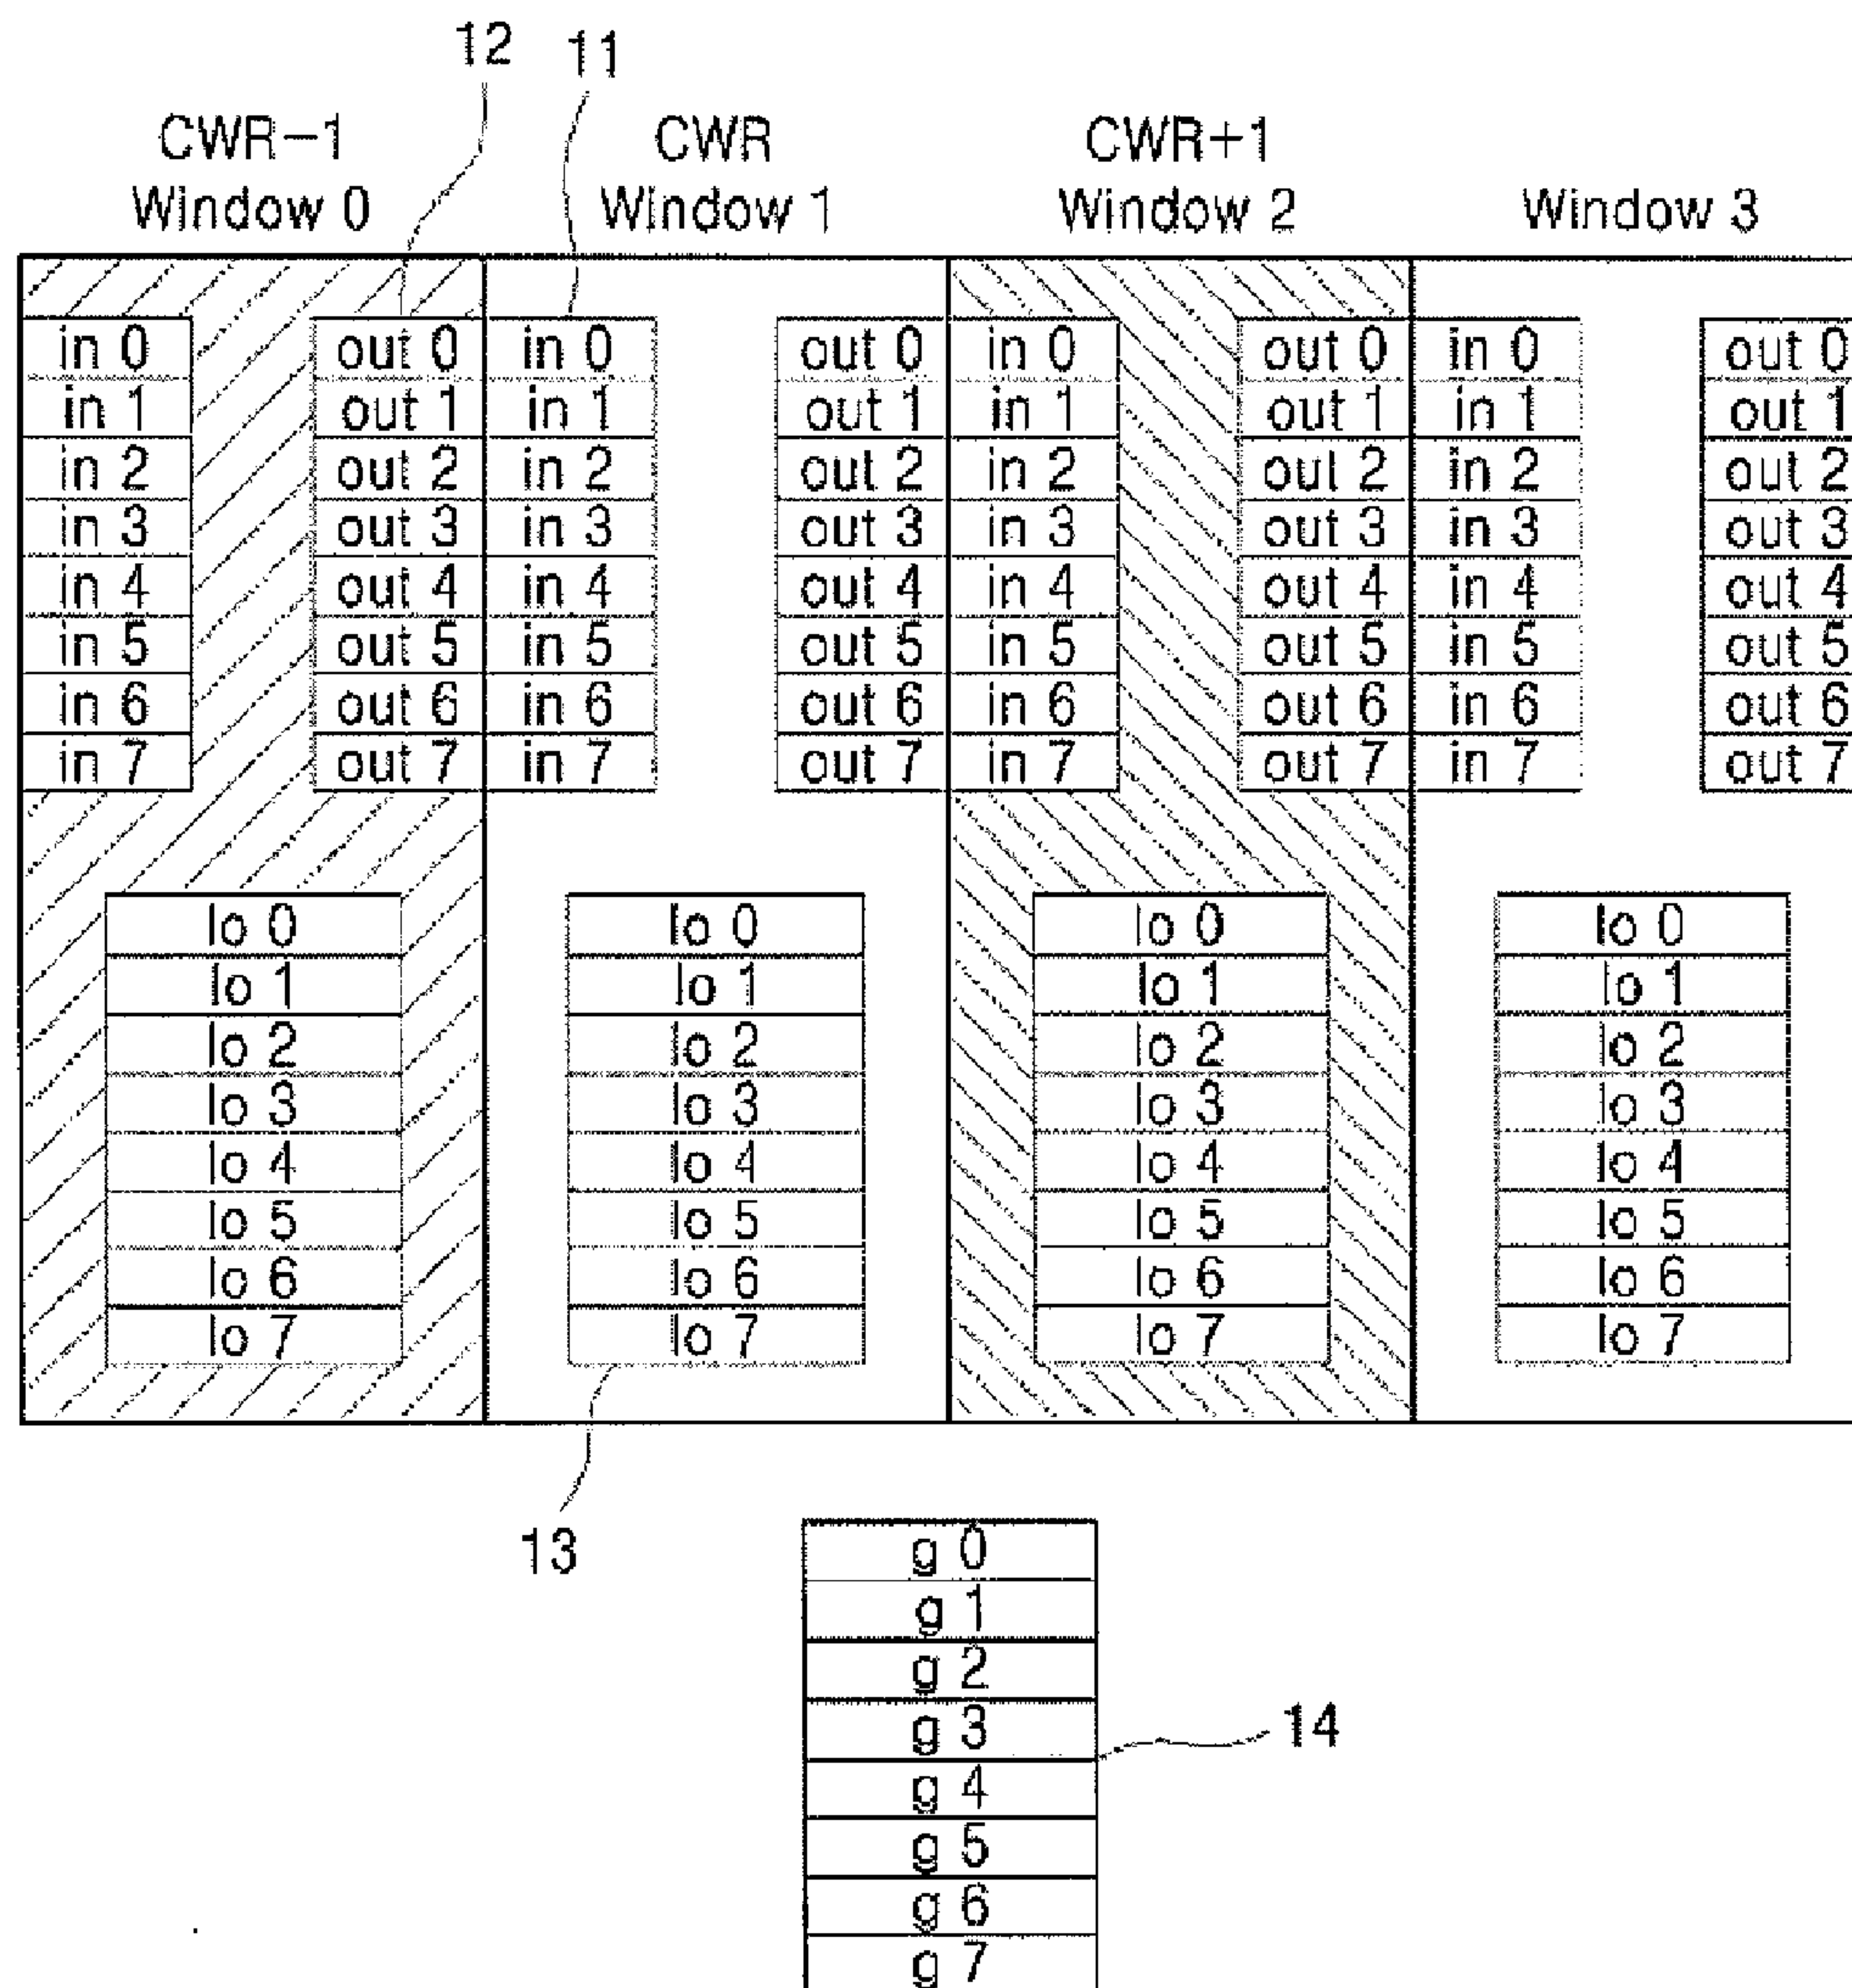 12 11
CWR-1 CWR CWR+1
Window 0 Window 1 Window 2 Window 3
in 0 out 0 in 0 out 0 in 0 out 0 in 0 out 0
in 1 out 1 in 1 out 1 in 1 out 1 in 1 out 1
in 2 out 2 in 2 out 2 in 2 out 2 in 2 out 2
in 3 out 3 in 3 out 3 in 3 out 3 in 3 out 3
in 4 out 4 in 4 out 4 in 4 out 4 in 4 out 4
in 5 out 5 in 5 out 5 in 5 out 5 in 5 out 5
in 6 out 6 in 6 out 6 in 6 out 6 in 6 out 6
in 7 out 7 in 7 out 7 in 7 out 7 in 7 out 7
lo 0 lo 0 lo 0 lo 0
lo 1 lo 1 lo 1 lo 1
lo 2 lo 2 lo 2 lo 2
lo 3 lo 3 lo 3 lo 3
lo 4 lo 4 lo 4 lo 4
lo 5 lo 5 lo 5 lo 5
lo 6 lo 6 lo 6 lo 6
lo 7 lo 7 lo 7 lo 7
13
g 0
g 1
g 2
g 3
14
g 4
g 5
g 6
g 7